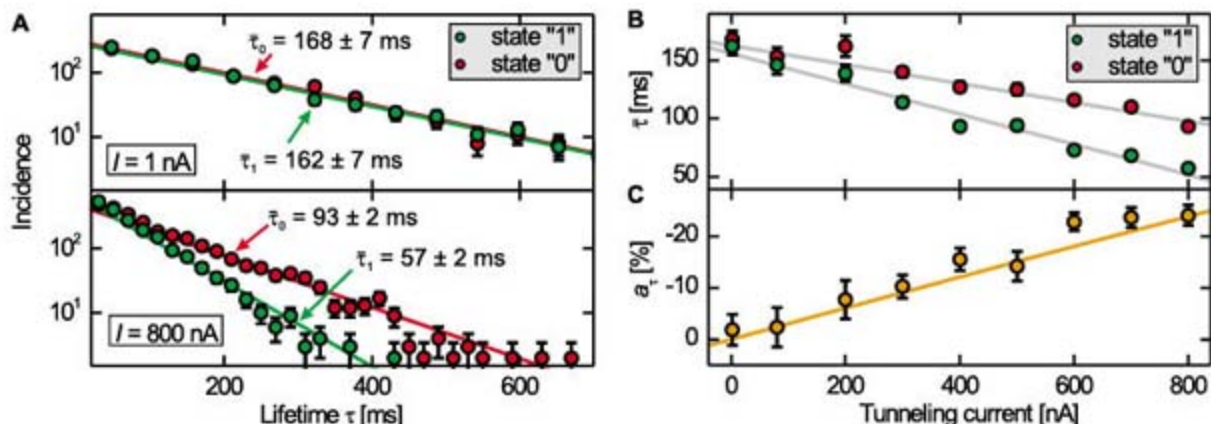 A
τ̄₀ = 168 ± 7 ms
state "1"
state "0"
10²
10¹
τ̄₁ = 162 ± 7 ms
I = 1 nA
Incidence
τ̄₀ = 93 ± 2 ms
10²
τ̄₁ = 57 ± 2 ms
10¹
I = 800 nA
200 400 600
Lifetime τ [ms]
B
state "1"
state "0"
150
100
50
τ̄ [ms]
C
-20
-10
0
aτ [%]
0 200 400 600 800
Tunneling current [nA]